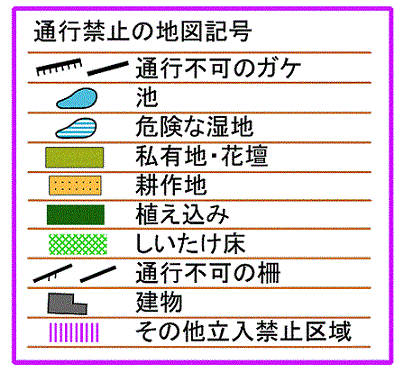 通行禁止の地図記号
通行不可のガケ
池
危険な湿地
私有地・花壇
耕作地
植え込み
しいたけ床
通行不可の柵
建物
その他立入禁止区域